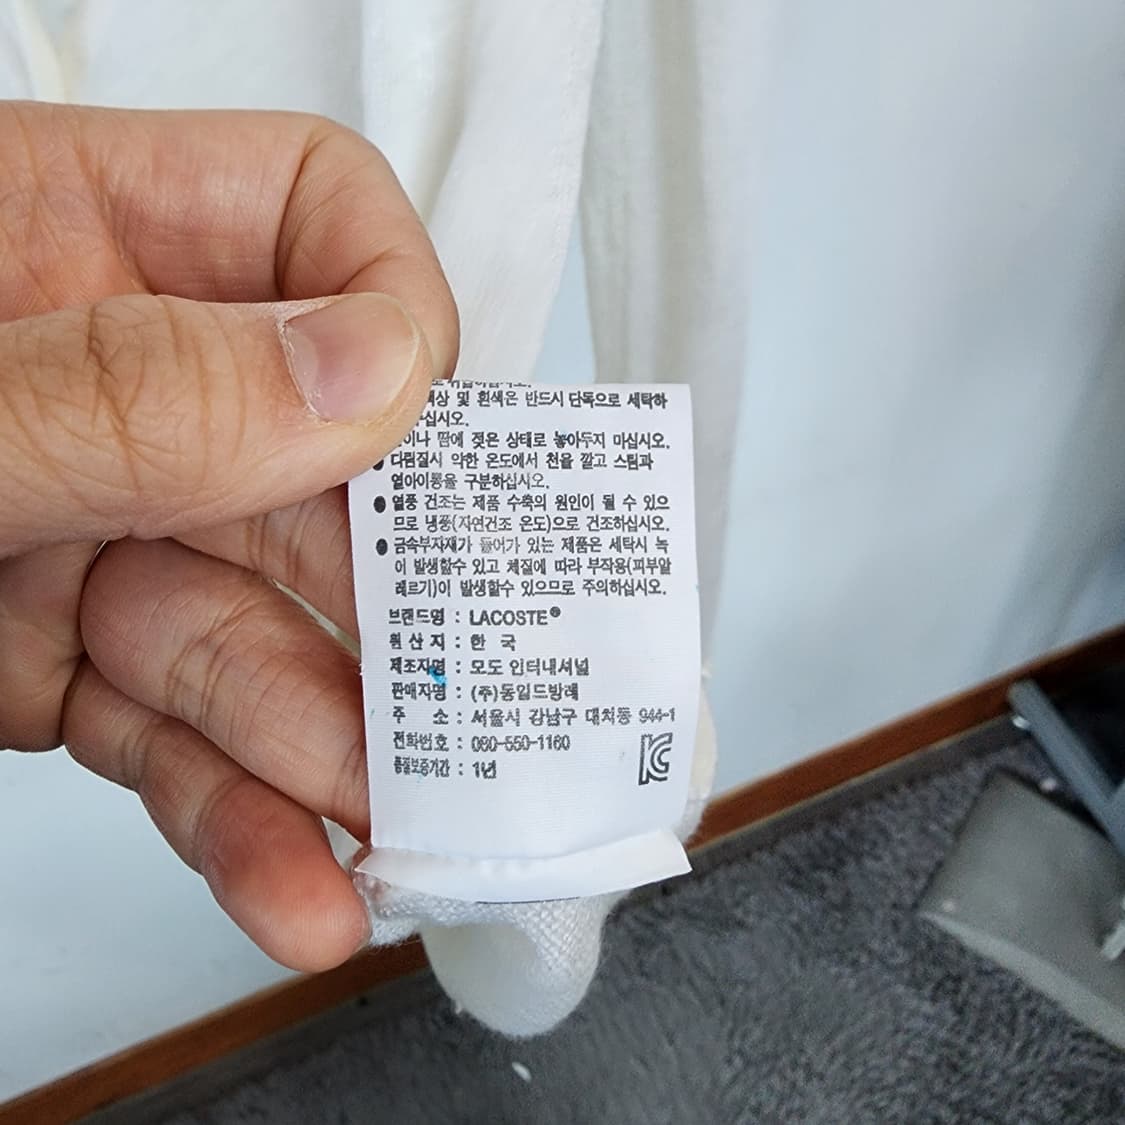 색상 및 흰색은 반드시 단독으로 세탁하
십시오.
땀에 젖은 상태로 놓아두지 마십시오.
● 다림질시 약한 온도에서 천을 깔고 스팀과
열아이롱을 구분하십시오.
● 열풍 건조는 제품 수축의 원인이 될 수 있으
므로 냉풍(자연건조 온도)으로 건조하십시오.
● 금속부자재가 들어가 있는 제품은 세탁시 녹
이 발생할수 있고 체질에 따라 부작용(피부알
레르기)이 발생할수 있으므로 주의하십시오.
브랜드명 : LACOSTE®
원 산 지 : 한 국
제조자명 : 모도 인터내셔널
판매자명 : (주)동일드방레
주 소 : 서울시 강남구 대치동 944-1
전화번호 : 080-550-1160
품질보증기간 : 1년
KC